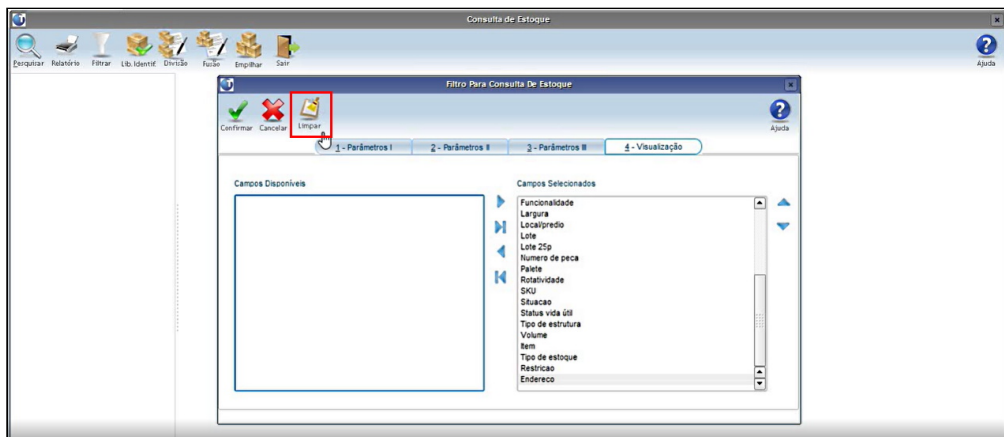 Consulta de Estoque
Pesquisar Relatório Filtrar Lib.Identif. Divisão Fusão Empilhar Sair Ajuda
Filtro Para Consulta De Estoque
Confirmar Cancelar Limpar Ajuda
1 - Parâmetros I 2 - Parâmetros II 3 - Parâmetros III 4 - Visualização
Campos Disponíveis Campos Selecionados
Funcionalidade
Largura
Local/predio
Lote
Lote 25p
Numero de peca
Palete
Rotatividade
SKU
Situacao
Status vida útil
Tipo de estrutura
Volume
Item
Tipo de estoque
Restricao
Endereco